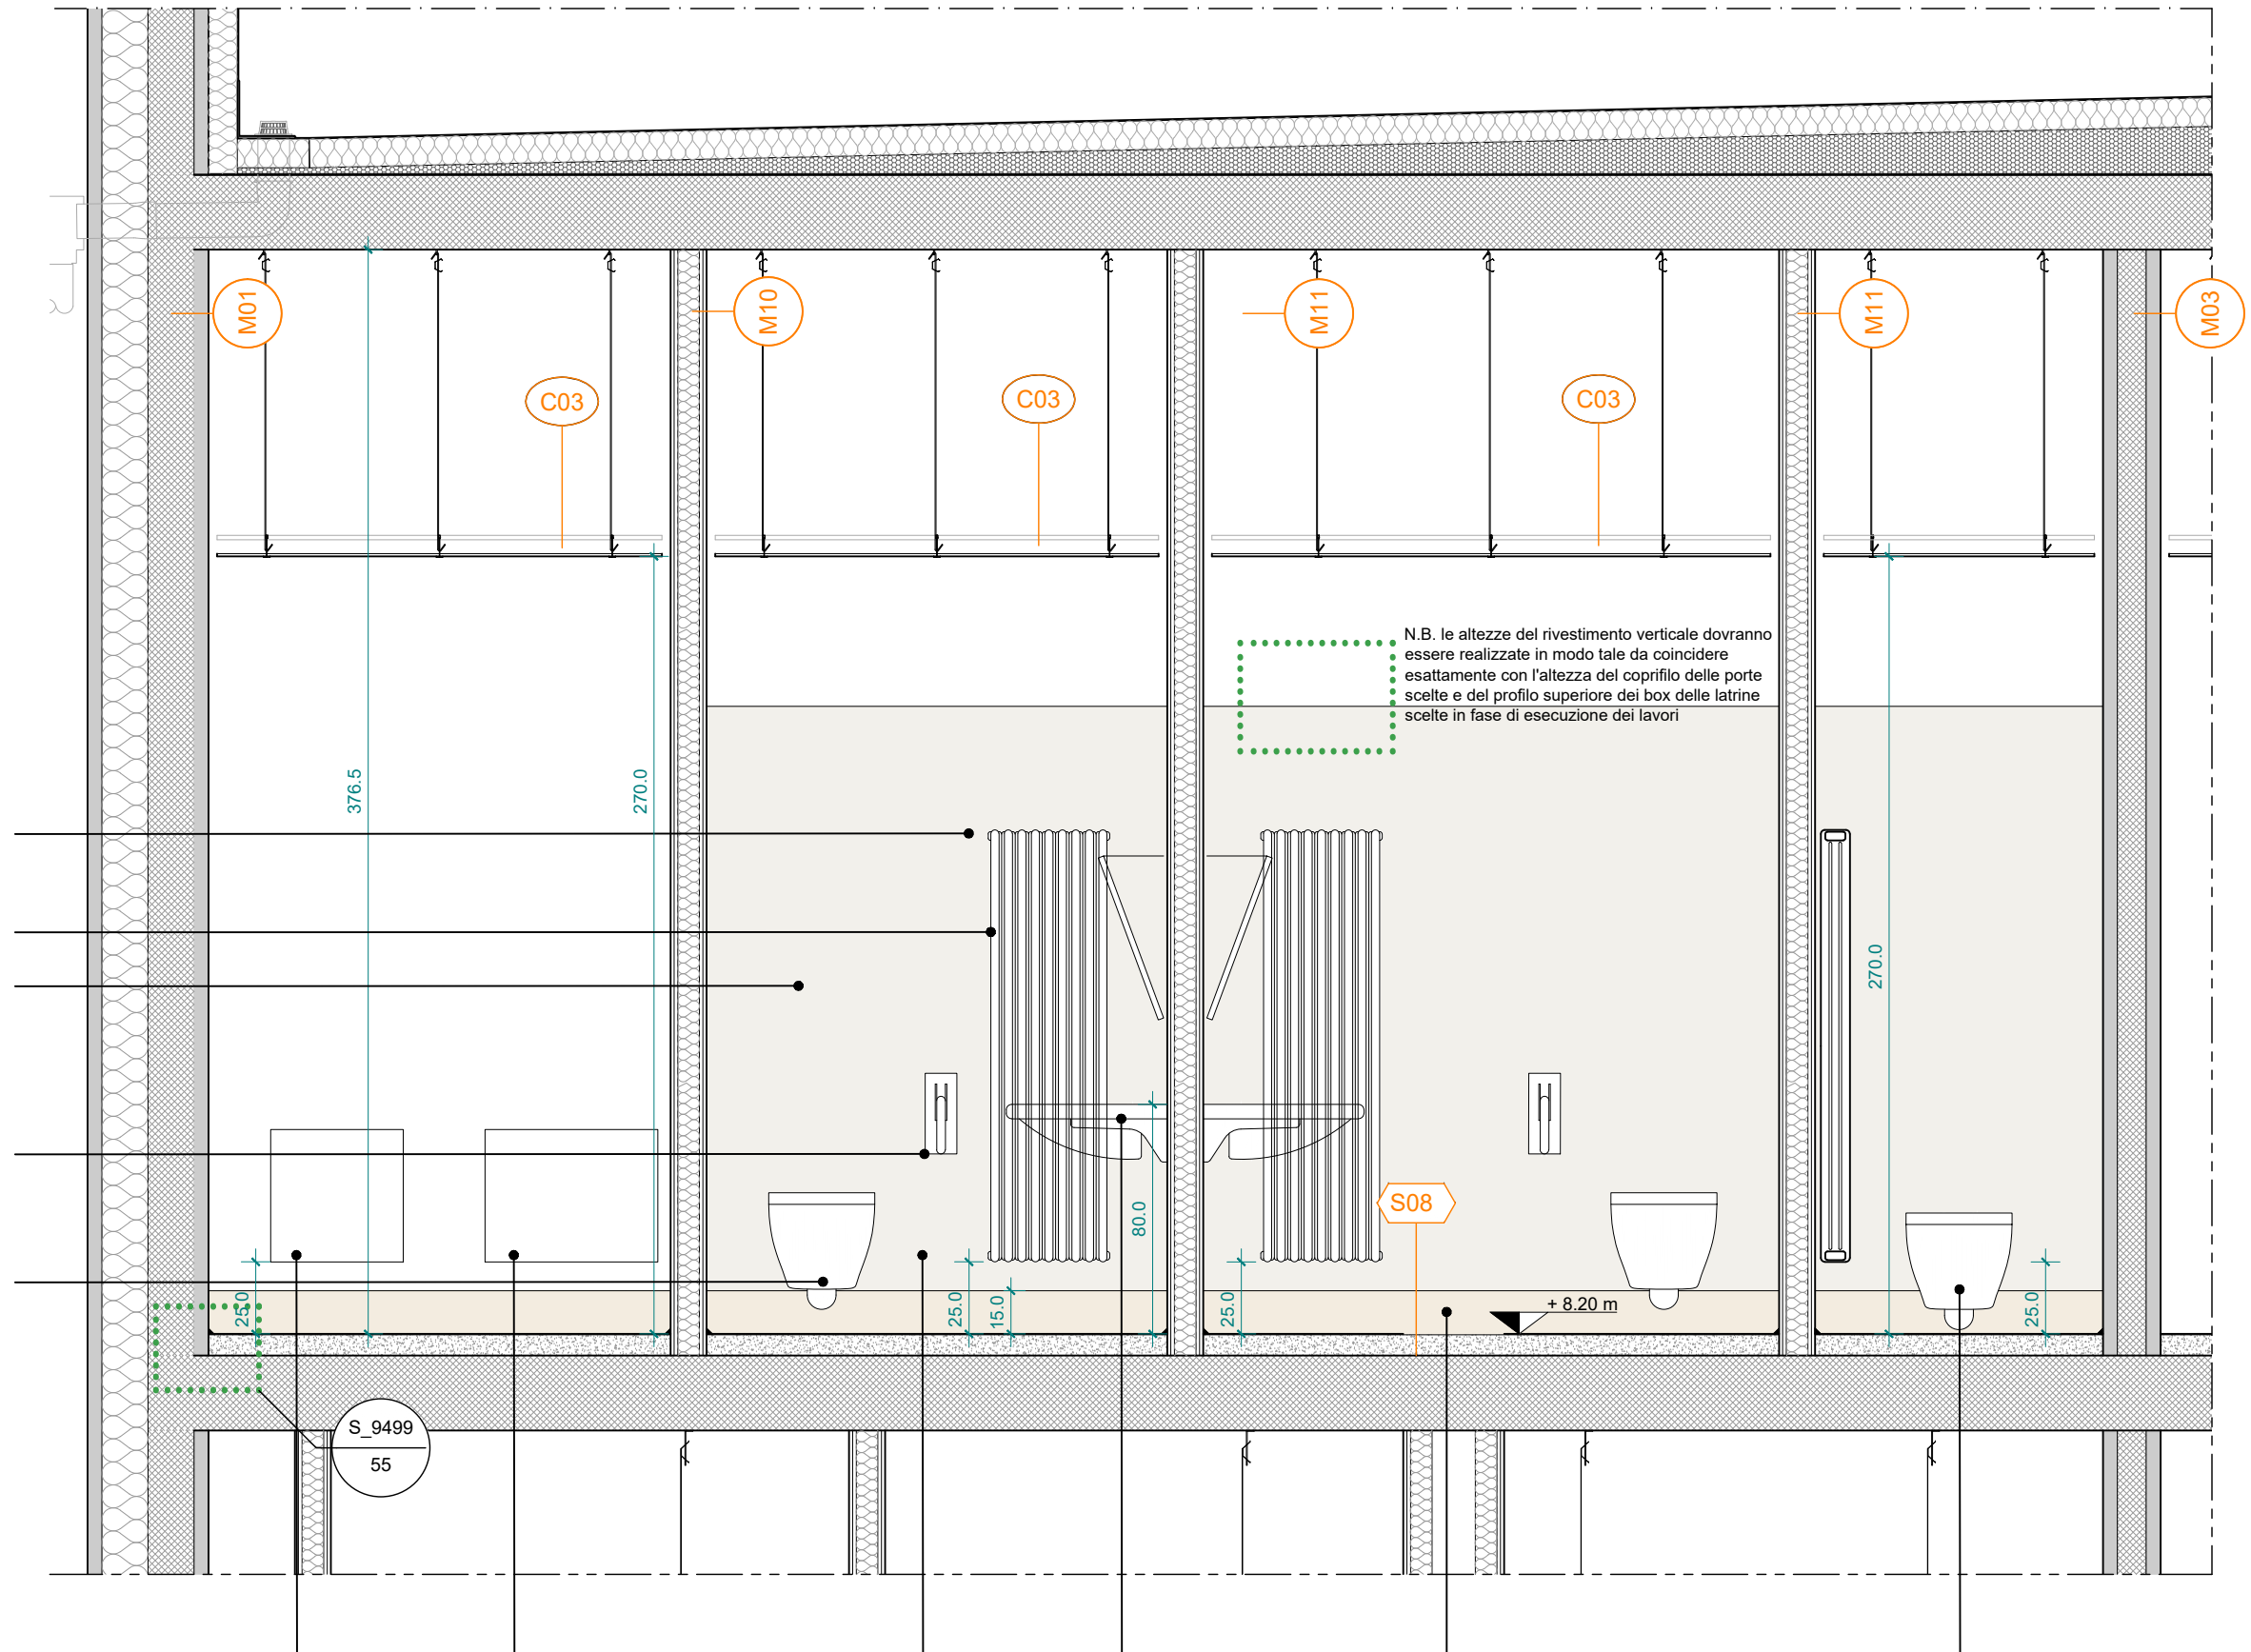 M01
M10
M11
M11
M03
C03
C03
C03
N.B. le altezze del rivestimento verticale dovranno
essere realizzate in modo tale da coincidere
esattamente con l'altezza del coprifilo delle porte
scelte e del profilo superiore dei box delle latrine
scelte in fase di esecuzione dei lavori
376.5
270.0
270.0
S08
80.0
25.0
25.0
15.0
25.0
+ 8.20 m
25.0
S_9499
55